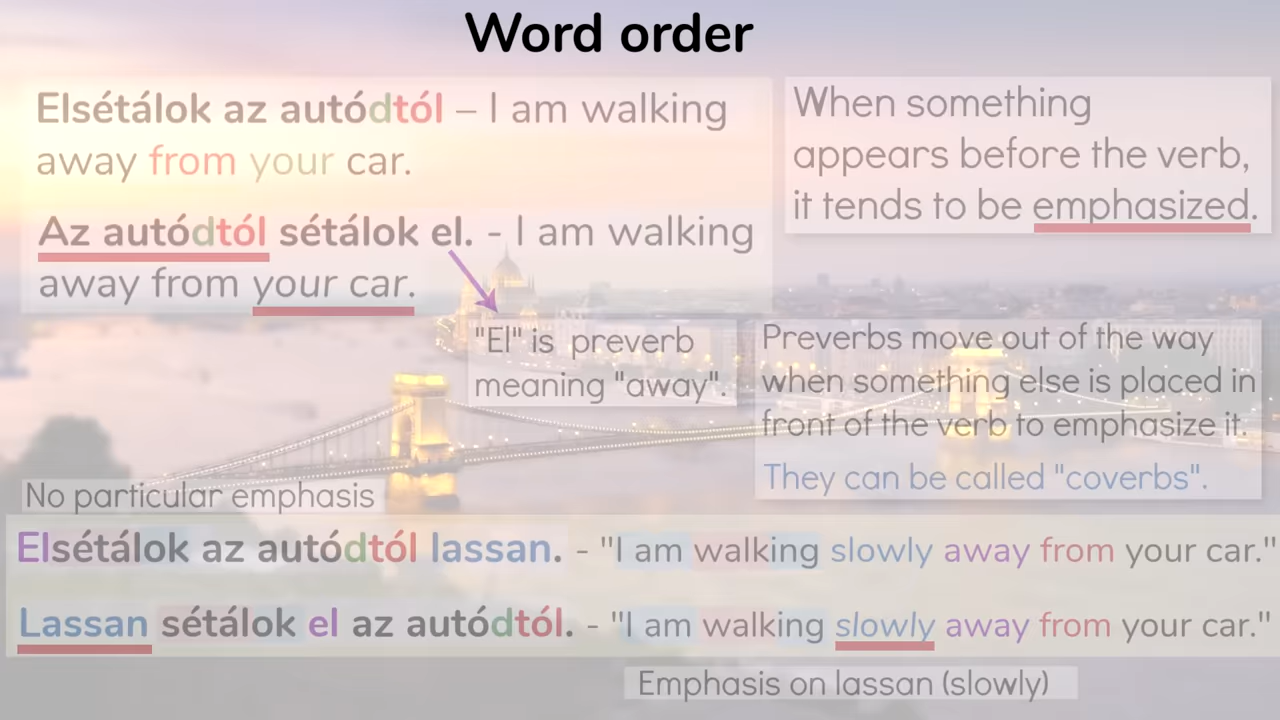 Word order
Elsétálok az autódtól – I am walking
away from your car.
Az autódtól sétálok el. - I am walking
away from your car.
When something
appears before the verb,
it tends to be emphasized.
"El" is preverb
meaning "away".
Preverbs move out of the way
when something else is placed in
front of the verb to emphasize it.
They can be called "coverbs".
No particular emphasis
Elsétálok az autódtól lassan. - "I am walking slowly away from your car."
Lassan sétálok el az autódtól. - "I am walking slowly away from your car."
Emphasis on lassan (slowly)